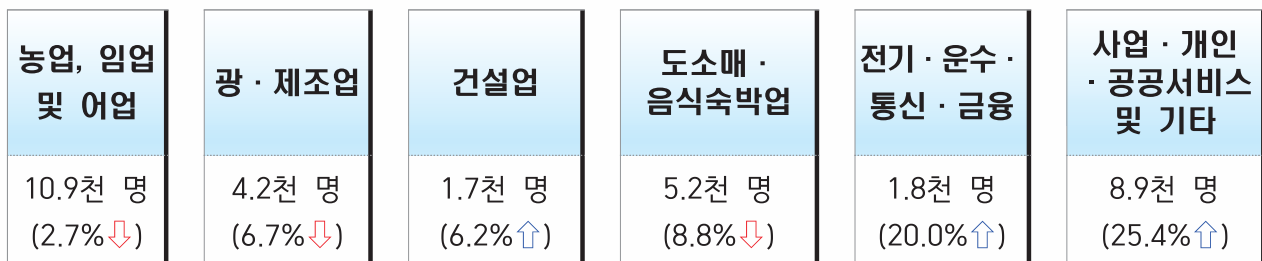 농업, 임업
및 어업
10.9천 명
(2.7%⇩)
광·제조업
4.2천 명
(6.7%⇩)
건설업
1.7천 명
(6.2%⇧)
도소매·
음식숙박업
5.2천 명
(8.8%⇩)
전기·운수·
통신·금융
1.8천 명
(20.0%⇧)
사업·개인
·공공서비스
및 기타
8.9천 명
(25.4%⇧)